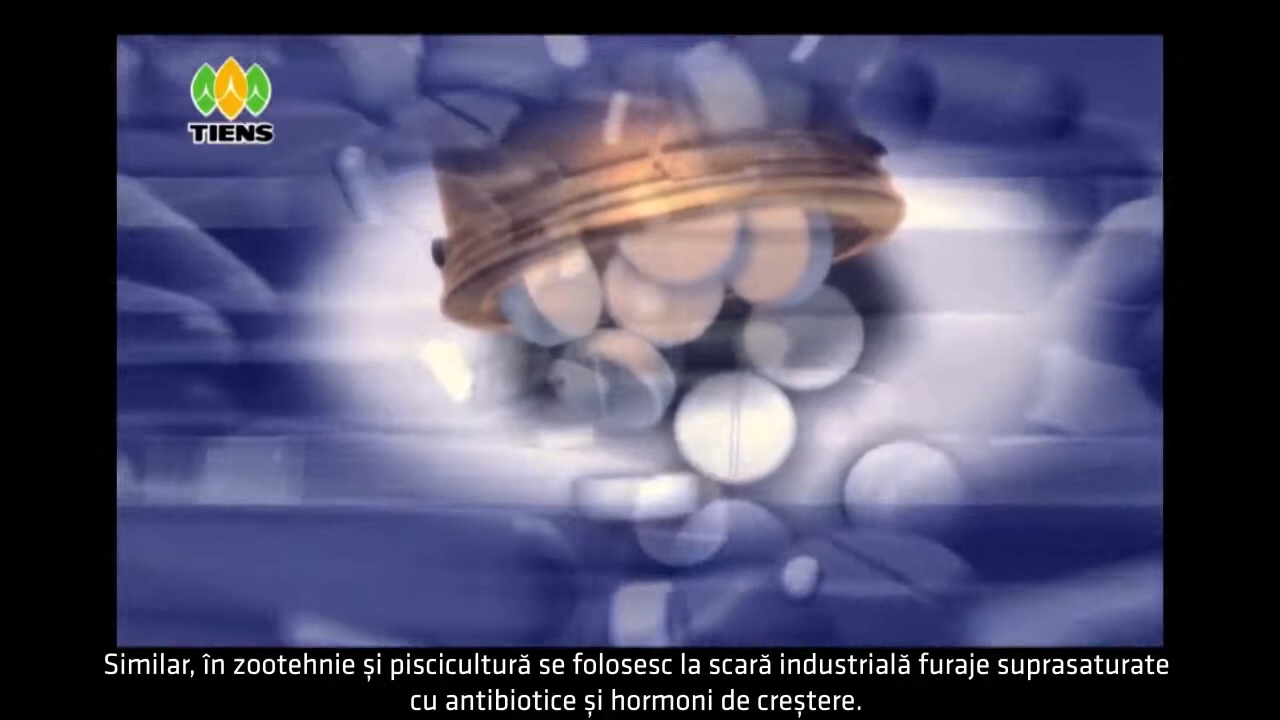 TIENS
Similar, în zootehnie și piscicultură se folosesc la scară industrială furaje suprasaturate
cu antibiotice și hormoni de creștere.